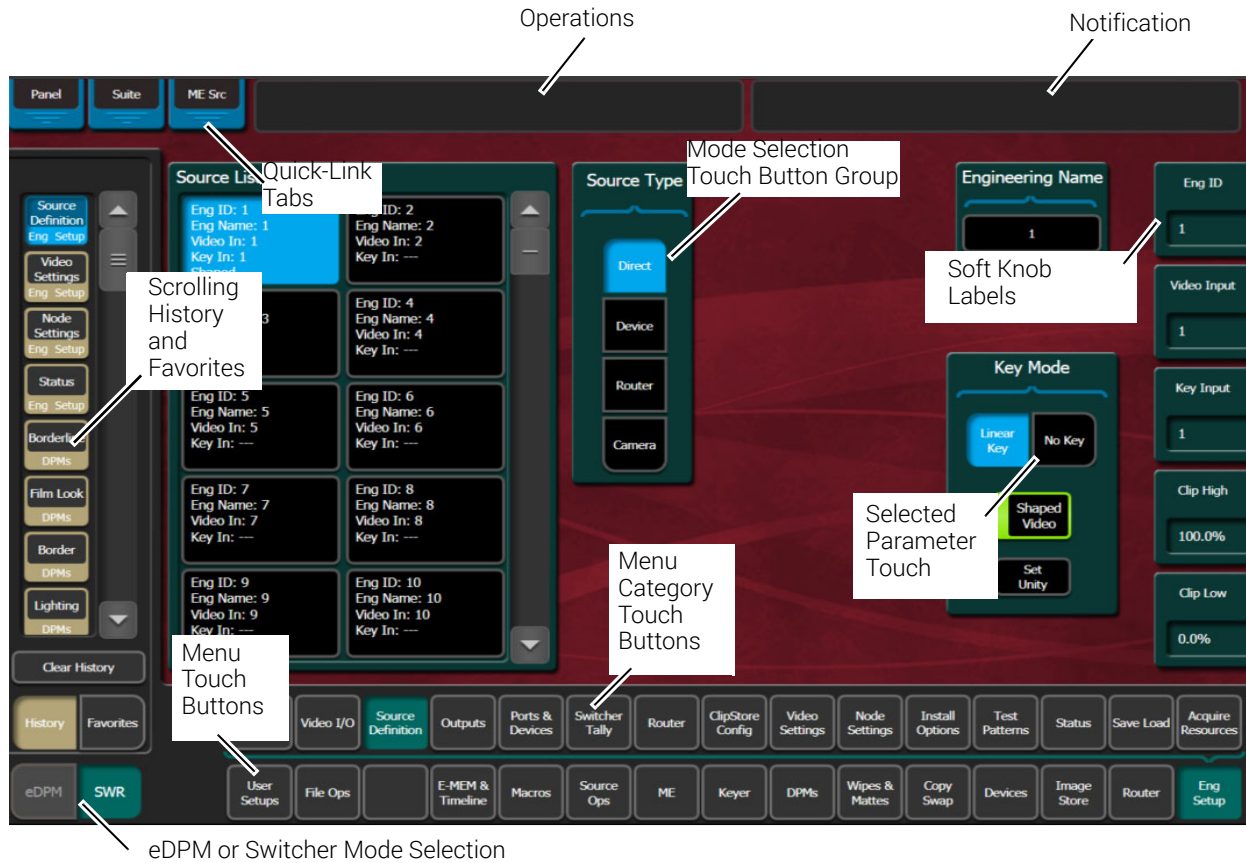 Operations
Notification
Panel
Suite
ME Src
Quick-Link
Tabs
Mode Selection
Touch Button Group
Soft Knob
Labels
Scrolling
History
and
Favorites
Source
Definition
Eng Setup
Video
Settings
Eng Setup
Node
Settings
Eng Setup
Status
Eng Setup
Borderline
DPMs
Film Look
DPMs
Border
DPMs
Lighting
DPMs
Clear History
History
Favorites
eDPM
SWR
Source List
Eng ID: 1
Eng Name: 1
Video In: 1
Key In: 1
Shaped
Eng ID: 2
Eng Name: 2
Video In: 2
Key In: ---
3
Eng ID: 4
Eng Name: 4
Video In: 4
Key In: ---
Eng ID: 5
Eng Name: 5
Video In: 5
Key In: ---
Eng ID: 6
Eng Name: 6
Video In: 6
Key In: ---
Eng ID: 7
Eng Name: 7
Video In: 7
Key In: ---
Eng ID: 8
Eng Name: 8
Video In: 8
Key In: ---
Eng ID: 9
Eng Name: 9
Video In: 9
Key In: ---
Eng ID: 10
Eng Name: 10
Video In: 10
Key In: ---
Source Type
Direct
Device
Router
Camera
Engineering Name
1
Key Mode
Linear
Key
No Key
Shaped
Video
Set
Unity
Eng ID
1
Video Input
1
Key Input
1
Clip High
100.0%
Clip Low
0.0%
Selected
Parameter
Touch
Menu
Category
Touch
Buttons
Menu
Touch
Buttons
Video I/O
Source
Definition
Outputs
Ports &
Devices
Switcher
Tally
Router
ClipStore
Config
Video
Settings
Node
Settings
Install
Options
Test
Patterns
Status
Save Load
Acquire
Resources
User
Setups
File Ops
E-MEM &
Timeline
Macros
Source
Ops
ME
Keyer
DPMs
Wipes &
Mattes
Copy
Swap
Devices
Image
Store
Router
Eng
Setup
eDPM or Switcher Mode Selection